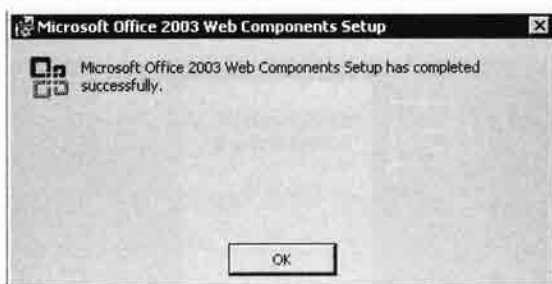 Microsoft Office 2003 Web Components Setup
Microsoft Office 2003 Web Components Setup has completed
successfully.
OK